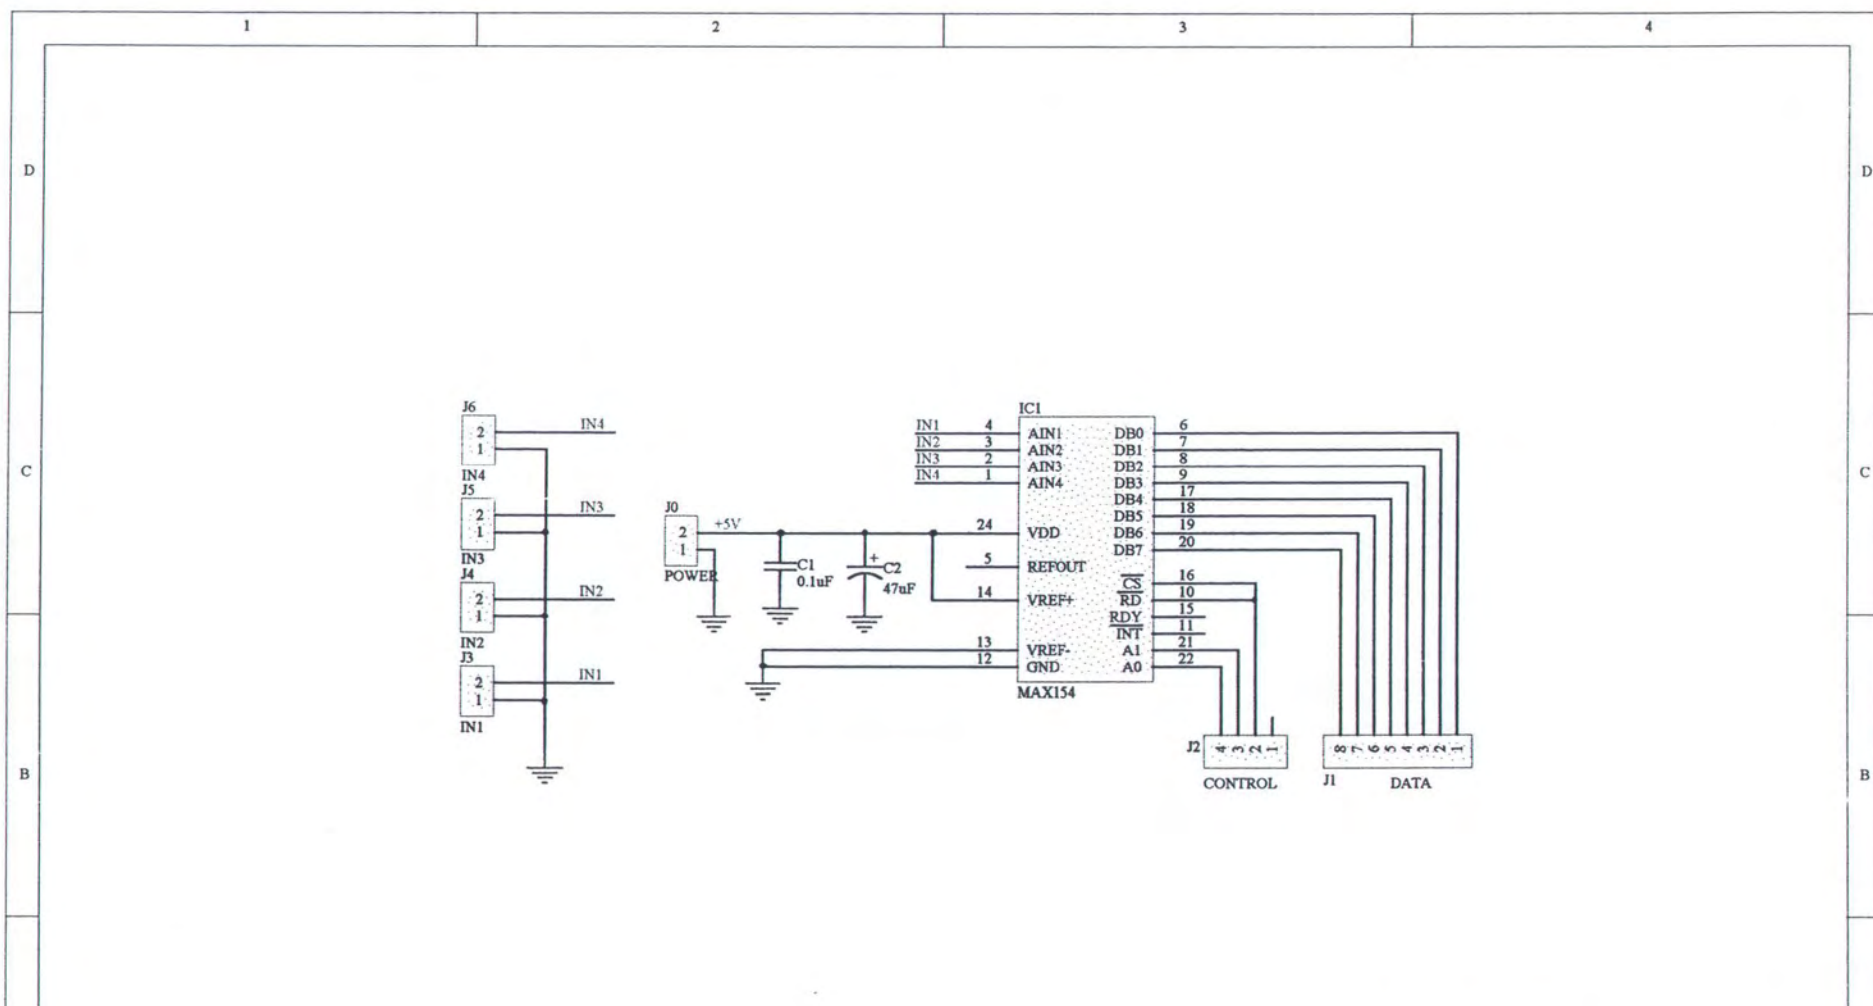 1 2 3 4
D D
J6
2 IN4
1
IN4
J5
2 IN3
1
IN3
J4
2 IN2
1
IN2
J3
2 IN1
1
IN1
J0
2 +5V
1
POWER
C1
0.1uF
+
C2
47uF
IC1
IN1 4 AIN1 DB0 6
IN2 3 AIN2 DB1 7
IN3 2 AIN3 DB2 8
IN4 1 AIN4 DB3 9
DB4 17
DB5 18
24 VDD DB6 19
DB7 20
5 REFOUT
CS 16
14 VREF+ RD 10
RDY 15
INT 11
13 VREF- A1 21
12 GND A0 22
MAX154
J2 4 3 2 1
CONTROL
8 7 6 5 4 3 2 1
J1 DATA
C C
B B